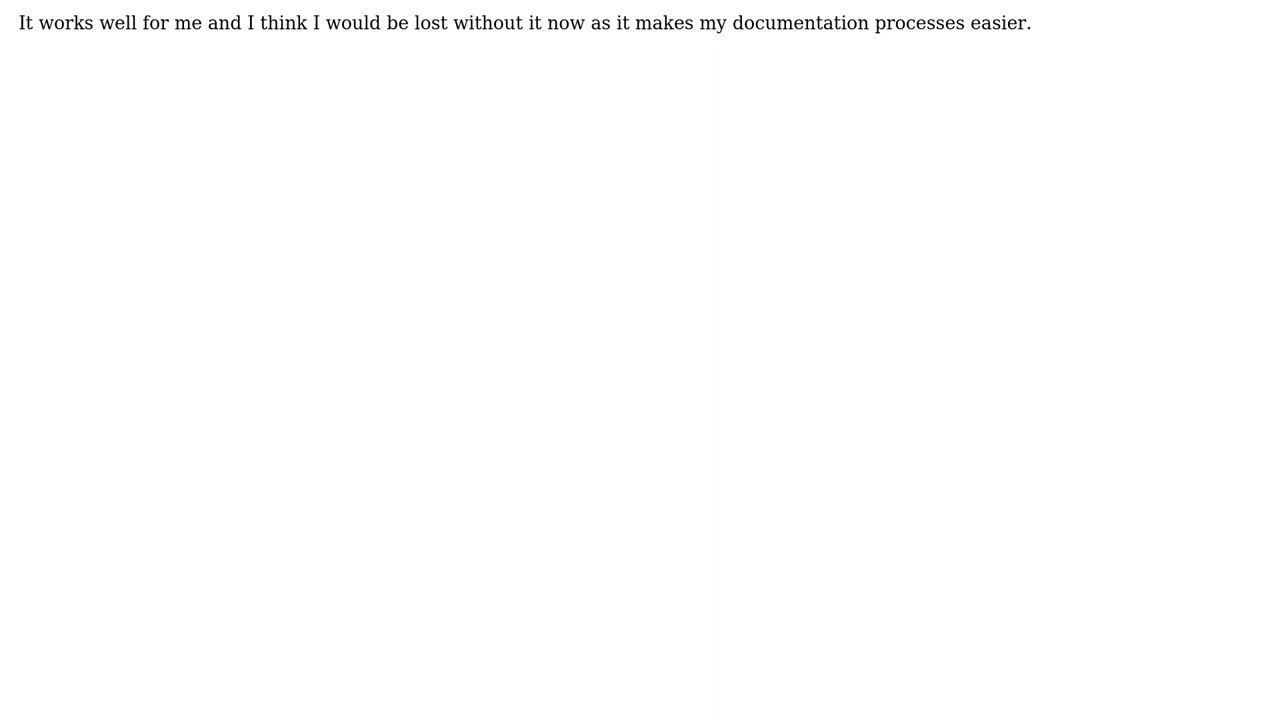 It works well for me and I think I would be lost without it now as it makes my documentation processes easier.